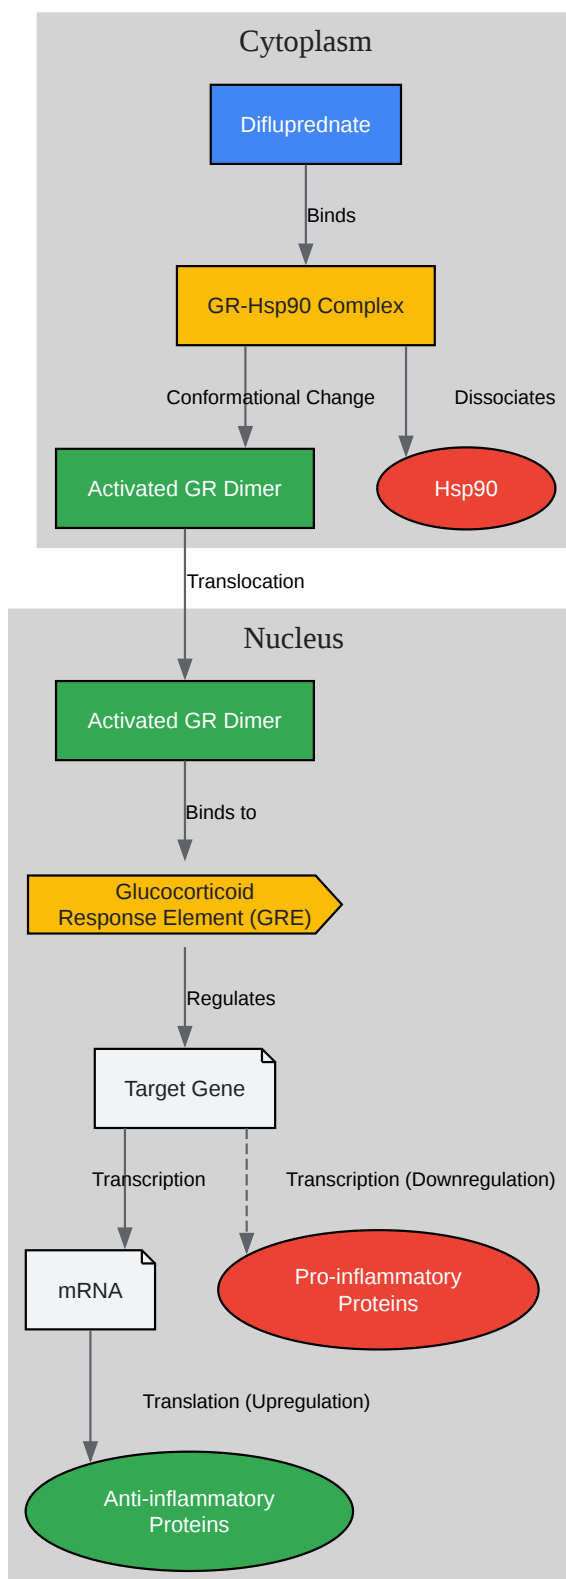 Cytoplasm
Difluprednate
Binds
GR-Hsp90 Complex
Conformational Change
Dissociates
Activated GR Dimer
Hsp90
Translocation
Nucleus
Activated GR Dimer
Binds to
Glucocorticoid
Response Element (GRE)
Regulates
Target Gene
Transcription
Transcription (Downregulation)
mRNA
Pro-inflammatory
Proteins
Translation (Upregulation)
Anti-inflammatory
Proteins